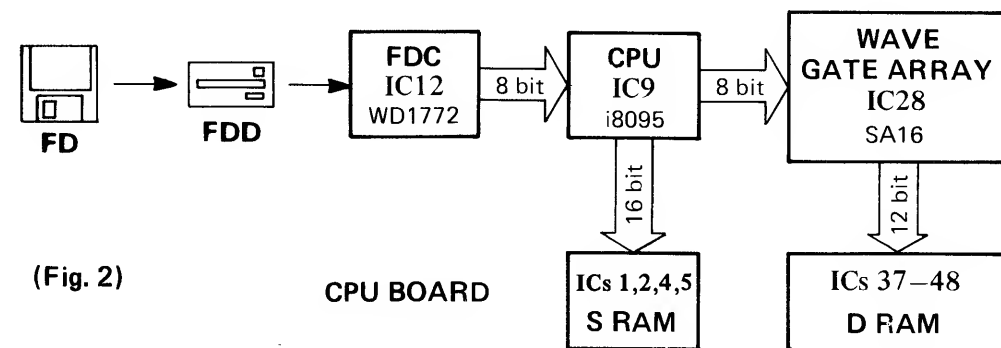 FD
FDD
FDC
IC12
WD1772
8 bit
CPU
IC9
i8095
8 bit
WAVE
GATE ARRAY
IC28
SA16
16 bit
12 bit
(Fig. 2)
CPU BOARD
ICs 1,2,4,5
S RAM
ICs 37–48
D RAM